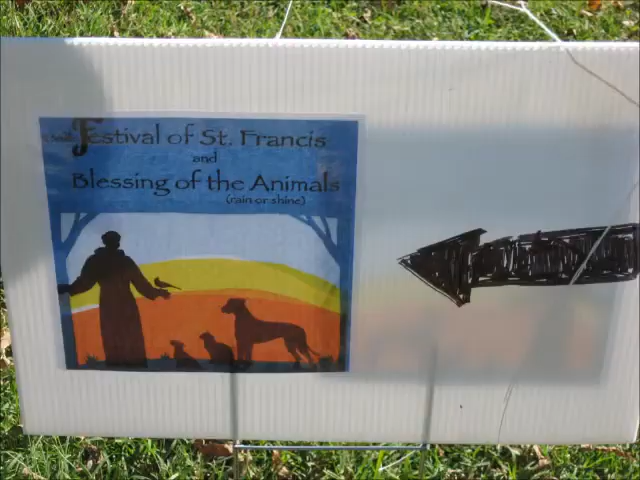 Festival of St. Francis
and
Blessing of the Animals
(rain or shine)